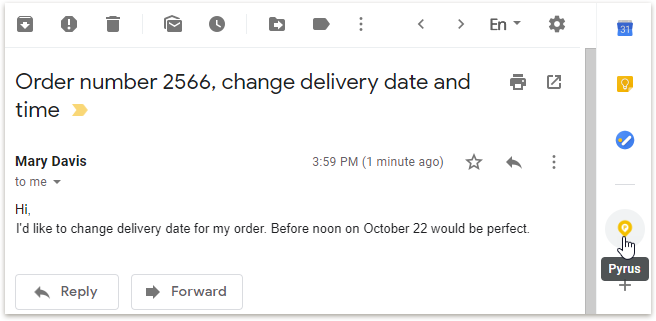 En
31
Order number 2566, change delivery date and
time
Mary Davis
3:59 PM (1 minute ago)
to me
Hi,
I'd like to change delivery date for my order. Before noon on October 22 would be perfect.
Pyrus
Reply
Forward